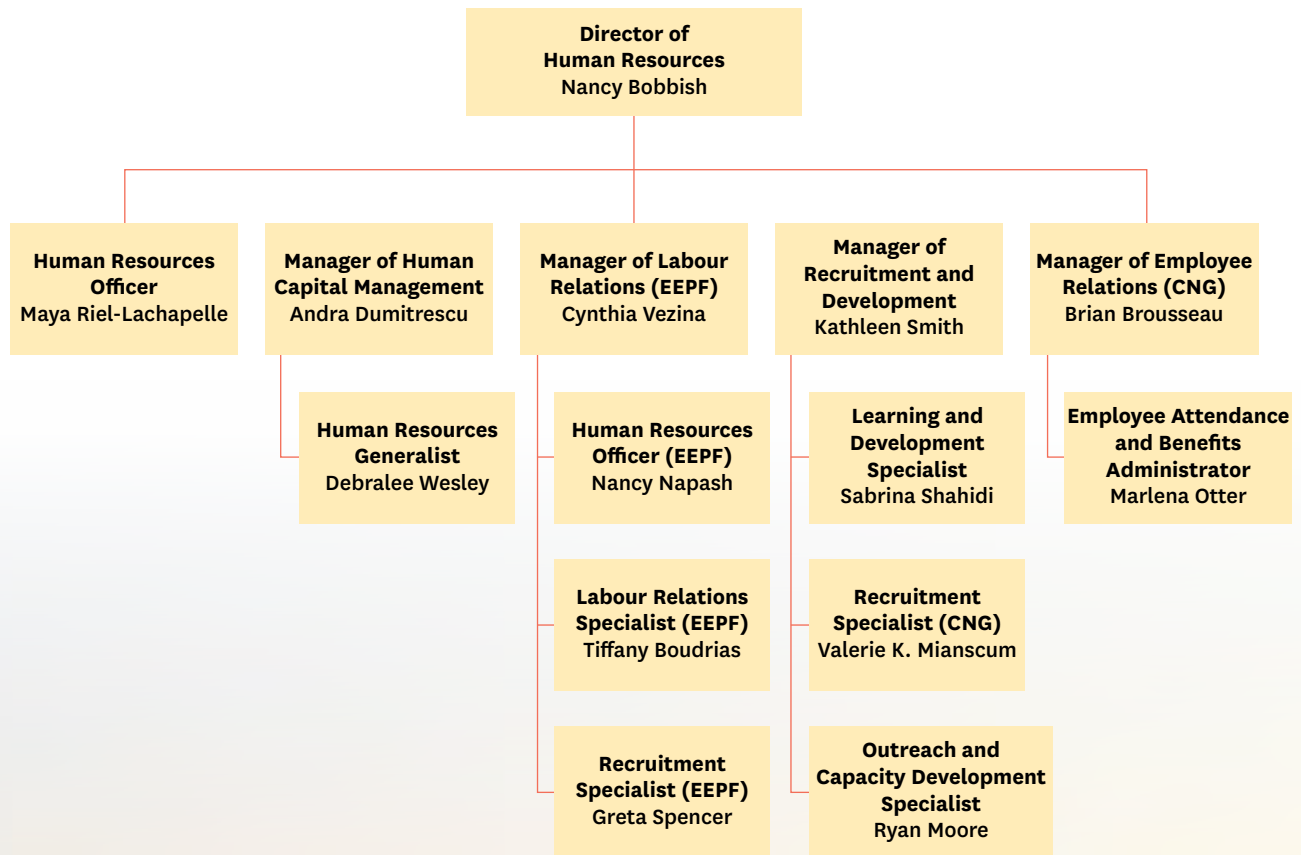 Director of
Human Resources
Nancy Bobbish
Human Resources
Officer
Maya Riel-Lachapelle
Manager of Human
Capital Management
Andra Dumitrescu
Manager of Labour
Relations (EEPF)
Cynthia Vezina
Manager of
Recruitment and
Development
Kathleen Smith
Manager of Employee
Relations (CNG)
Brian Brousseau
Human Resources
Generalist
Debralee Wesley
Human Resources
Officer (EEPF)
Nancy Napash
Learning and
Development
Specialist
Sabrina Shahidi
Employee Attendance
and Benefits
Administrator
Marlena Otter
Labour Relations
Specialist (EEPF)
Tiffany Boudrias
Recruitment
Specialist (CNG)
Valerie K. Mianscum
Recruitment
Specialist (EEPF)
Greta Spencer
Outreach and
Capacity Development
Specialist
Ryan Moore